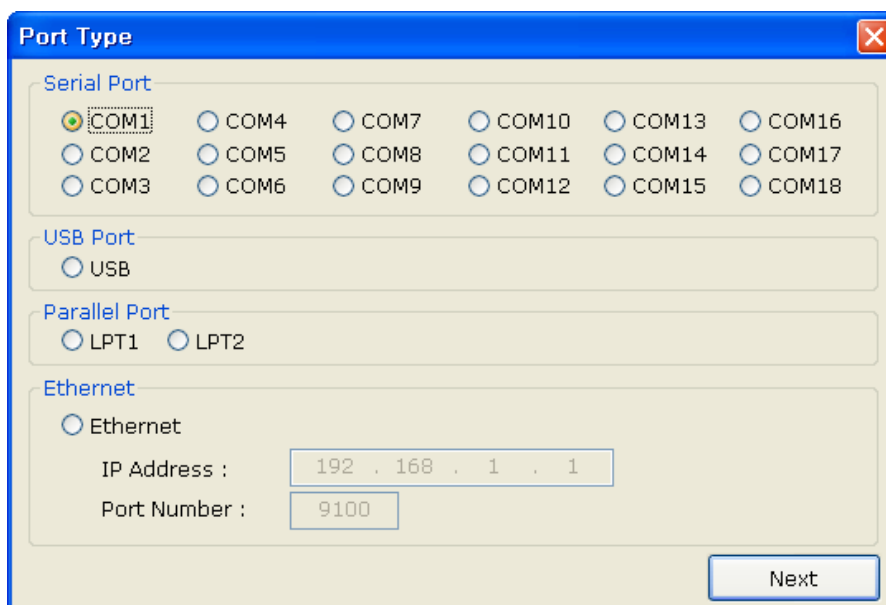 Port Type
Serial Port
COM1 COM4 COM7 COM10 COM13 COM16
COM2 COM5 COM8 COM11 COM14 COM17
COM3 COM6 COM9 COM12 COM15 COM18
USB Port
USB
Parallel Port
LPT1 LPT2
Ethernet
Ethernet
IP Address : 192 . 168 . 1 . 1
Port Number : 9100
Next